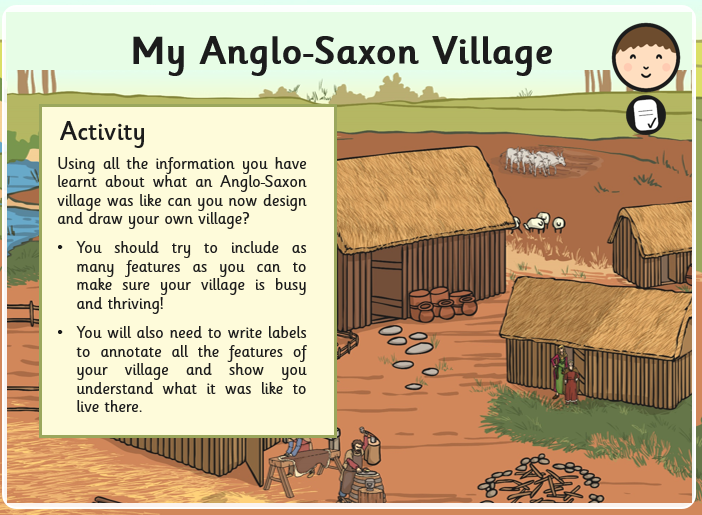 My Anglo-Saxon Village
Activity
Using all the information you have
learnt about what an Anglo-Saxon
village was like can you now design
and draw your own village?
• You should try to include as
many features as you can to
make sure your village is busy
and thriving!
• You will also need to write labels
to annotate all the features of
your village and show you
understand what it was like to
live there.